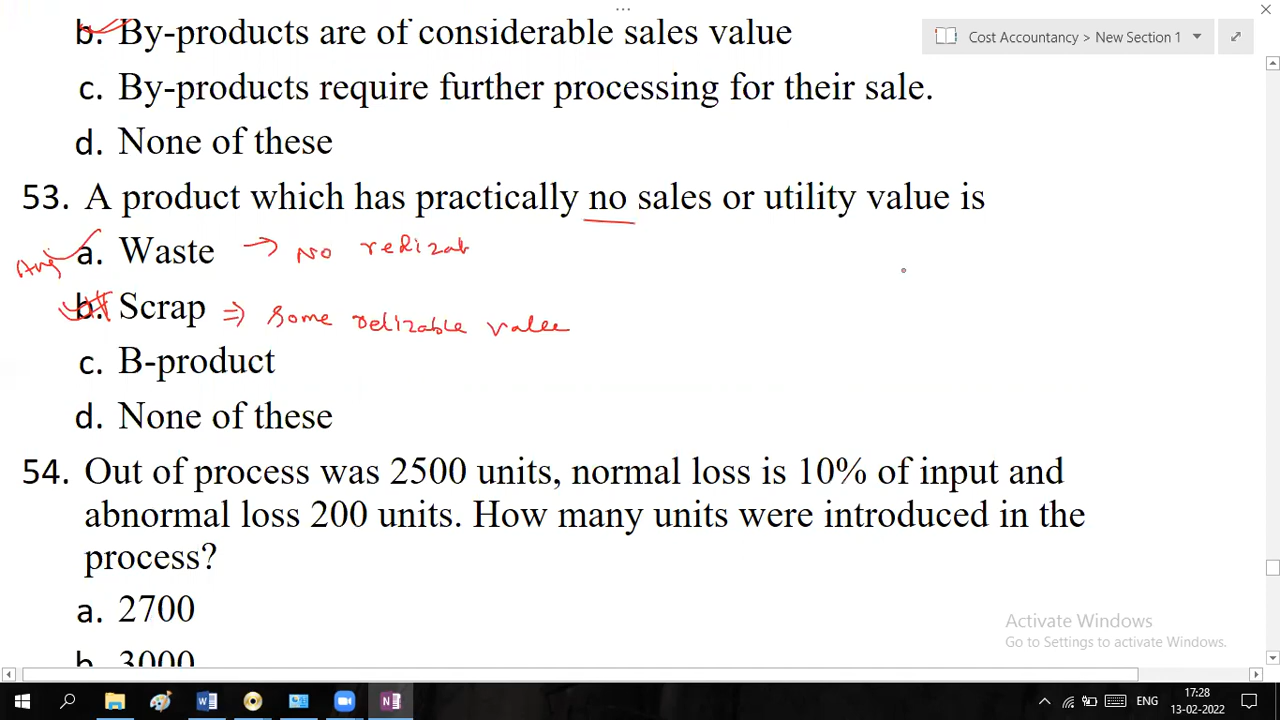 b. By-products are of considerable sales value
Cost Accountancy > New Section 1
c. By-products require further processing for their sale.
d. None of these
53. A product which has practically no sales or utility value is
Ans a. Waste → No relizab
b. Scrap ⇒ some relizable value
c. B-product
d. None of these
54. Out of process was 2500 units, normal loss is 10% of input and
abnormal loss 200 units. How many units were introduced in the
process?
a. 2700
b. 3000
Activate Windows
Go to Settings to activate Windows.
ENG
17:28
13-02-2022